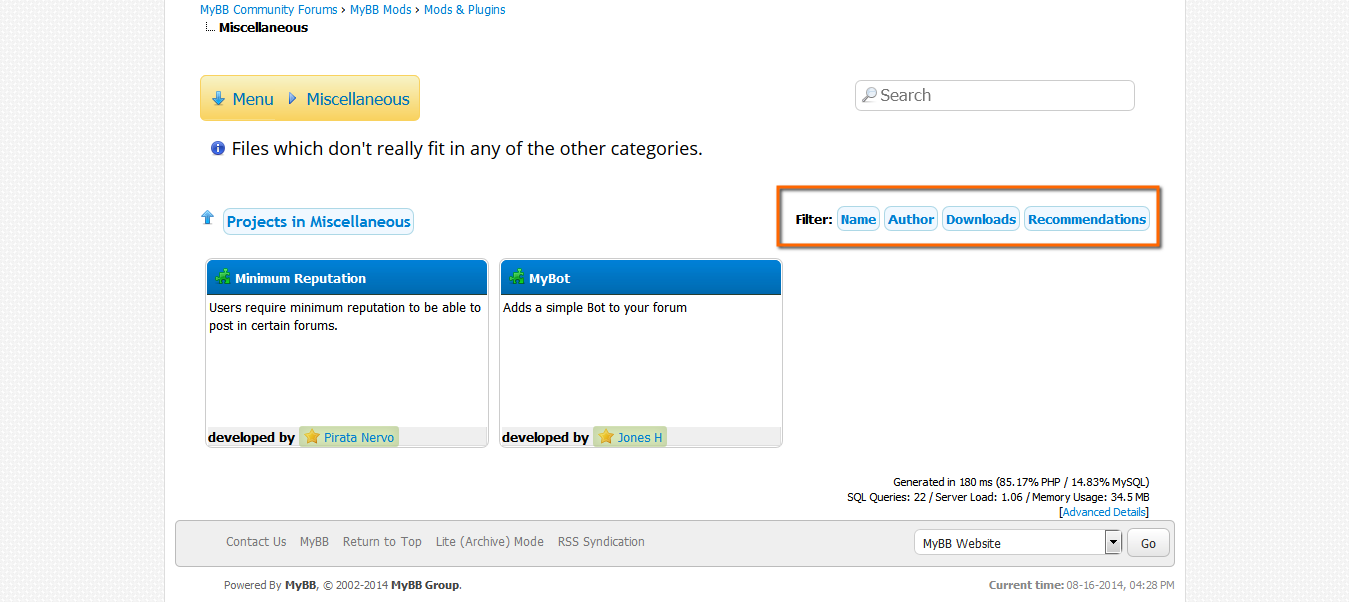 MyBB Community Forums › MyBB Mods › Mods & Plugins
Miscellaneous
Menu Miscellaneous
Search
Files which don't really fit in any of the other categories.
Projects in Miscellaneous
Filter: Name Author Downloads Recommendations
Minimum Reputation
Users require minimum reputation to be able to
post in certain forums.
developed by Pirata Nervo
MyBot
Adds a simple Bot to your forum
developed by Jones H
Generated in 180 ms (85.17% PHP / 14.83% MySQL)
SQL Queries: 22 / Server Load: 1.06 / Memory Usage: 34.5 MB
[Advanced Details]
Contact Us MyBB Return to Top Lite (Archive) Mode RSS Syndication
MyBB Website Go
Powered By MyBB, © 2002-2014 MyBB Group.
Current time: 08-16-2014, 04:28 PM